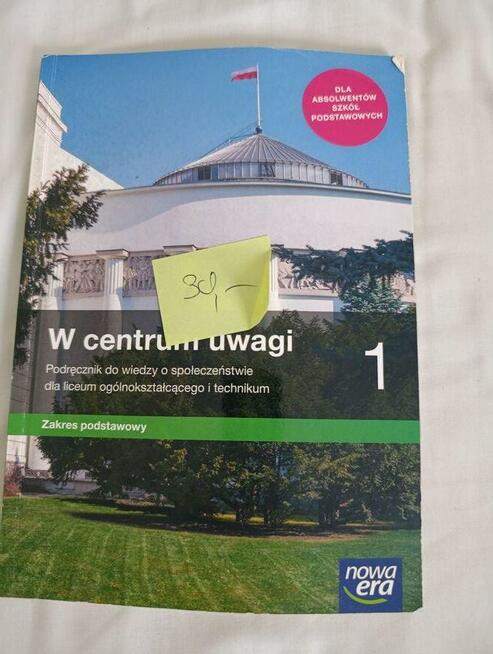 DLA
ABSOLWENTÓW
SZKÓŁ
PODSTAWOWYCH
30,-
W centrum uwagi
1
Podręcznik do wiedzy o społeczeństwie
dla liceum ogólnokształcącego i technikum
Zakres podstawowy
nowa
era